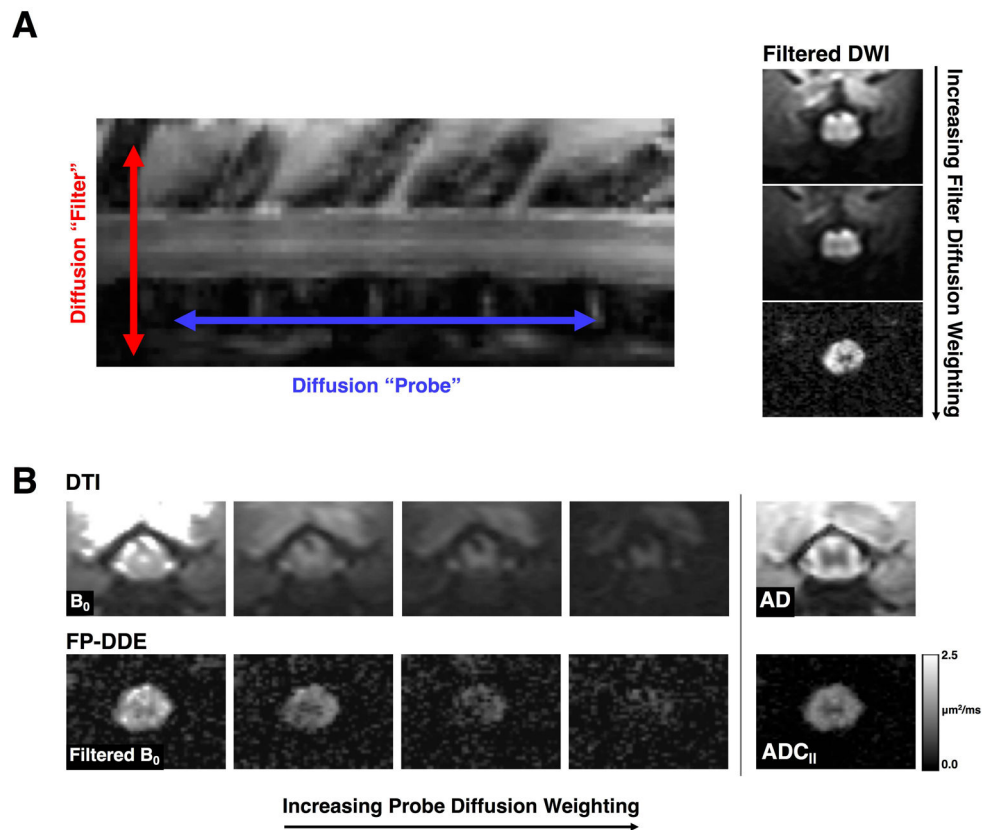 A
Filtered DWI
Diffusion “Filter”
Diffusion “Probe”
Increasing Filter Diffusion Weighting
B
DTI
B₀
AD
FP-DDE
Filtered B₀
ADC||
2.5
µm²/ms
0.0
Increasing Probe Diffusion Weighting